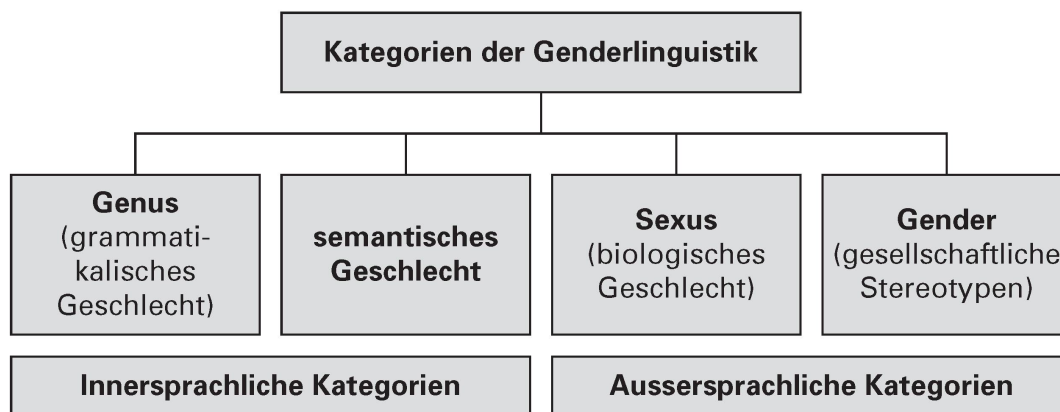 Kategorien der Genderlinguistik
Genus
(grammati-
kalisches
Geschlecht)
semantisches
Geschlecht
Sexus
(biologisches
Geschlecht)
Gender
(gesellschaftliche
Stereotypen)
Innersprachliche Kategorien
Aussersprachliche Kategorien